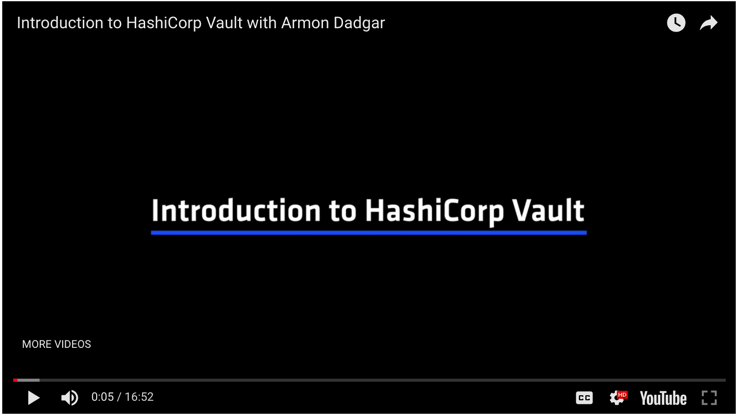 Introduction to HashiCorp Vault with Armon Dadgar
Introduction to HashiCorp Vault
MORE VIDEOS
0:05 / 16:52
CC
HD
YouTube